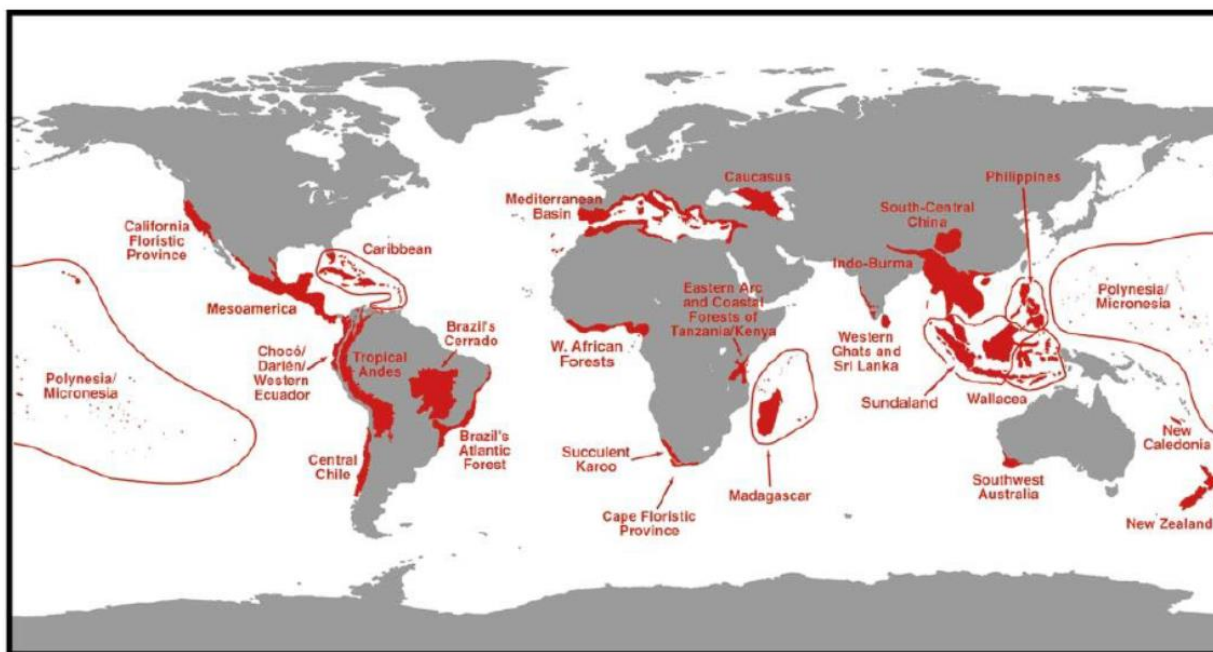 California
Floristic
Province
Caribbean
Mesoamerica
Polynesia/
Micronesia
Chocó/
Darién/
Western
Ecuador
Tropical
Andes
Brazil's
Cerrado
Central
Chile
Brazil's
Atlantic
Forest
Mediterranean
Basin
Caucasus
W. African
Forests
Eastern Arc
and Coastal
Forests of
Tanzania/Kenya
Succulent
Karoo
Cape Floristic
Province
Madagascar
Philippines
South-Central
China
Indo-Burma
Western
Ghats and
Sri Lanka
Sundaland
Wallacea
Polynesia/
Micronesia
New
Caledonia
Southwest
Australia
New Zealand